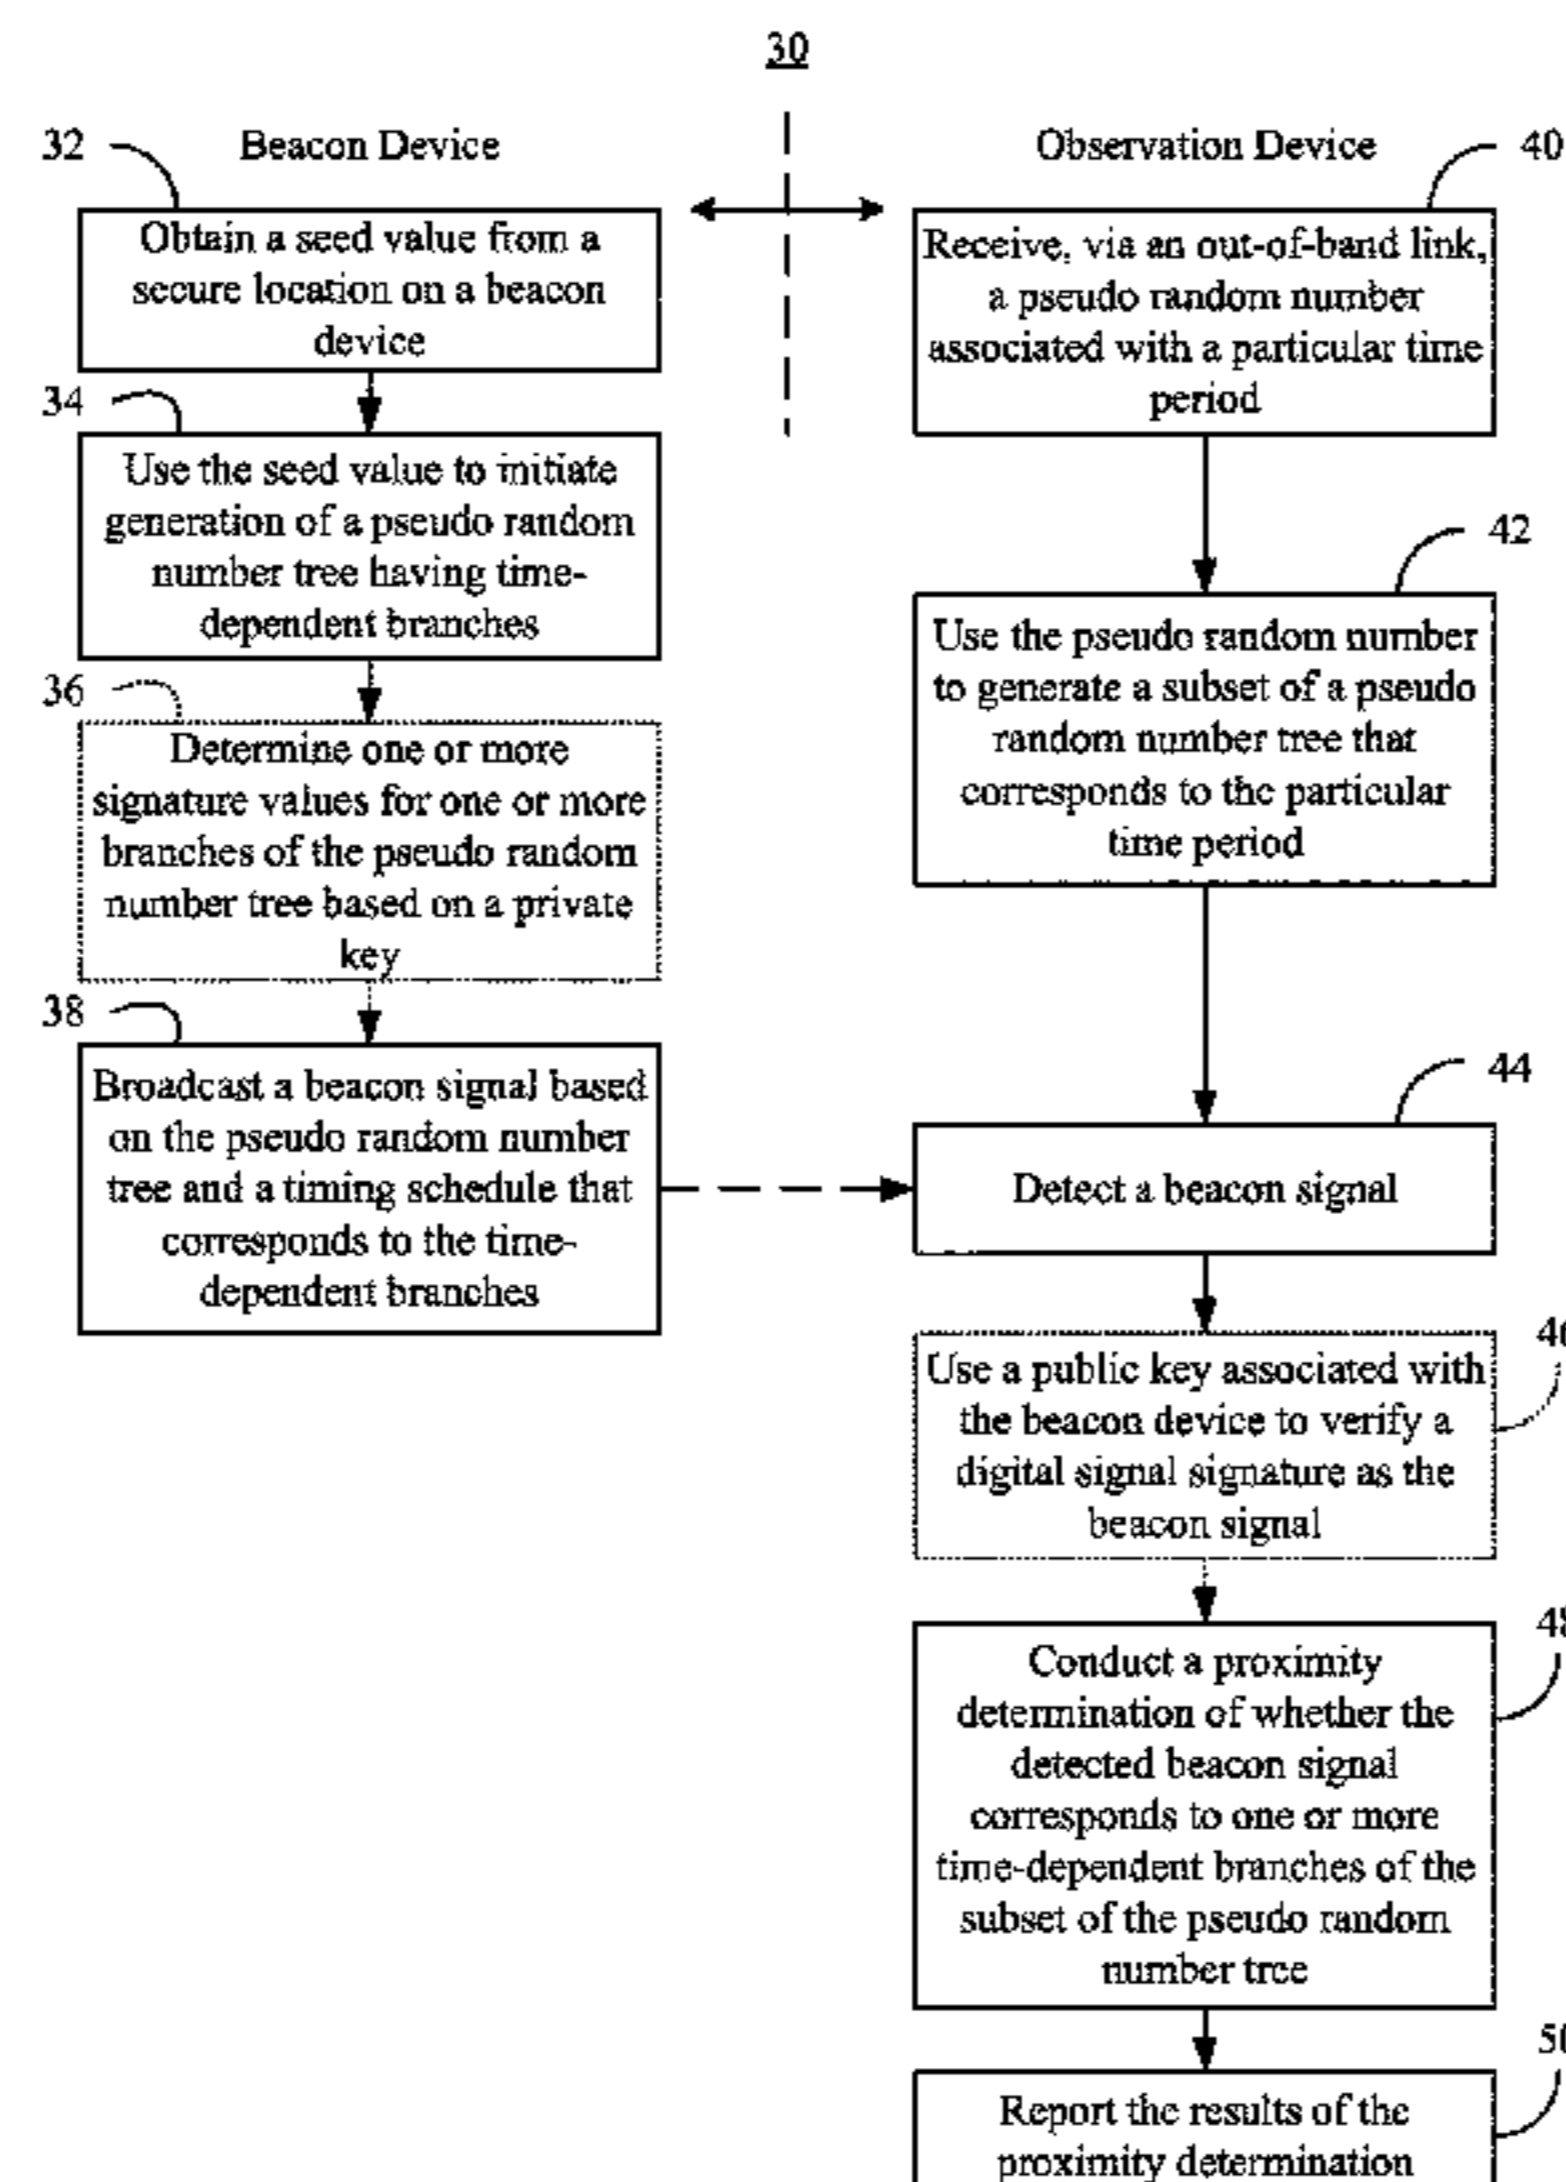 30
32
Beacon Device
Obtain a seed value from a
secure location on a beacon
device
34
Use the seed value to initiate
generation of a pseudo random
number tree having time-
dependent branches
36
Determine one or more
signature values for one or more
branches of the pseudo random
number tree based on a private
key
38
Broadcast a beacon signal based
on the pseudo random number
tree and a timing schedule that
corresponds to the time-
dependent branches
Observation Device
40
Receive, via an out-of-band link,
a pseudo random number
associated with a particular time
period
42
Use the pseudo random number
to generate a subset of a pseudo
random number tree that
corresponds to the particular
time period
44
Detect a beacon signal
Use a public key associated with
the beacon device to verify a
digital signal signature as the
beacon signal
Conduct a proximity
determination of whether the
detected beacon signal
corresponds to one or more
time-dependent branches of the
subset of the pseudo random
number tree
Report the results of the
proximity determination